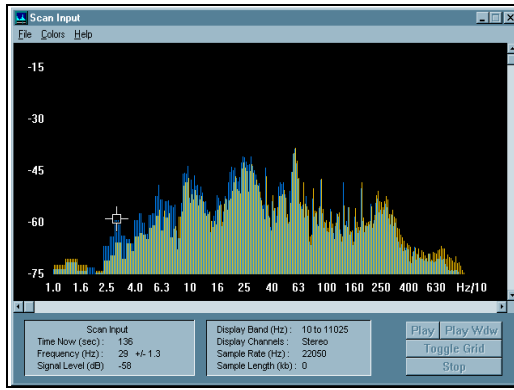 Scan Input
File Colors Help
-15
-30
-45
-60
-75
1.0 1.6 2.5 4.0 6.3 10 16 25 40 63 100 160 250 400 630 Hz/10
Scan Input
Time Now (sec) : 136
Frequency (Hz) : 29 +/- 1.3
Signal Level (dB) -58
Display Band (Hz) : 10 to 11025
Display Channels : Stereo
Sample Rate (Hz) : 22050
Sample Length (kb) : 0
Play Play Wdw
Toggle Grid
Stop